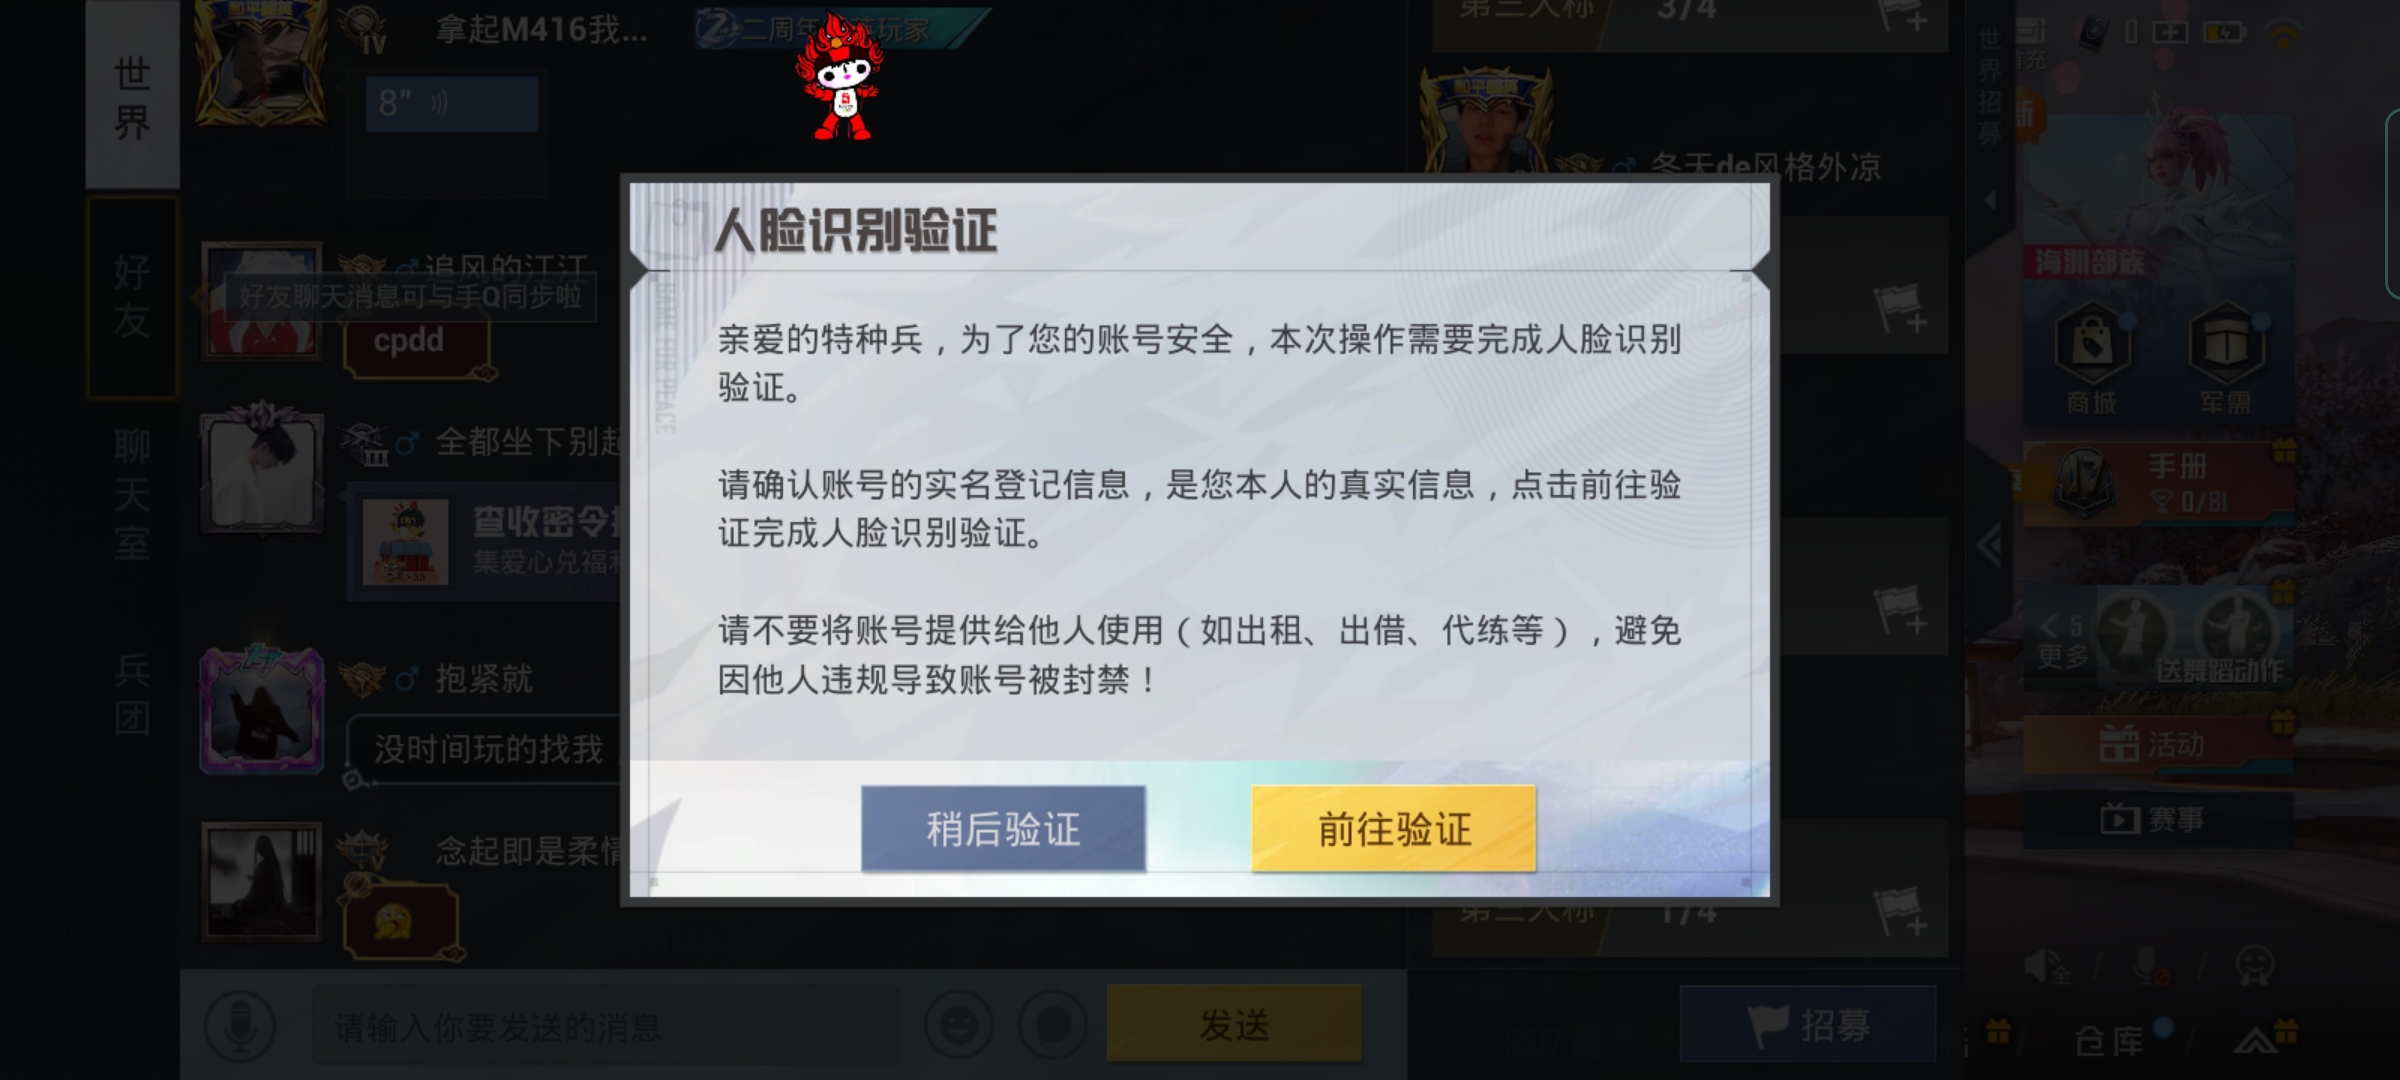 世界
好友
聊天室
兵团
IV
拿起M416我...
8"
追风的江江
好友聊天消息可与手Q同步啦
cpdd
III
全都坐下别起
查收密令
集爱心兑福利
抱紧就
没时间玩的找我
V
念起即是柔情
请输入你要发送的消息
发送
人脸识别验证
GAME FOR PEACE
亲爱的特种兵，为了您的账号安全，本次操作需要完成人脸识别
验证。
请确认账号的实名登记信息，是您本人的真实信息，点击前往验
证完成人脸识别验证。
请不要将账号提供给他人使用（如出租、出借、代练等），避免
因他人违规导致账号被封禁！
稍后验证
前往验证
第三人称
3/4
和平精英
冬天de风格外凉
第三人称
1/4
招募
世界招募
海洲部族
商城
军需
手册
17
0/81
5
更多
送舞蹈动作
活动
赛事
全
仓库